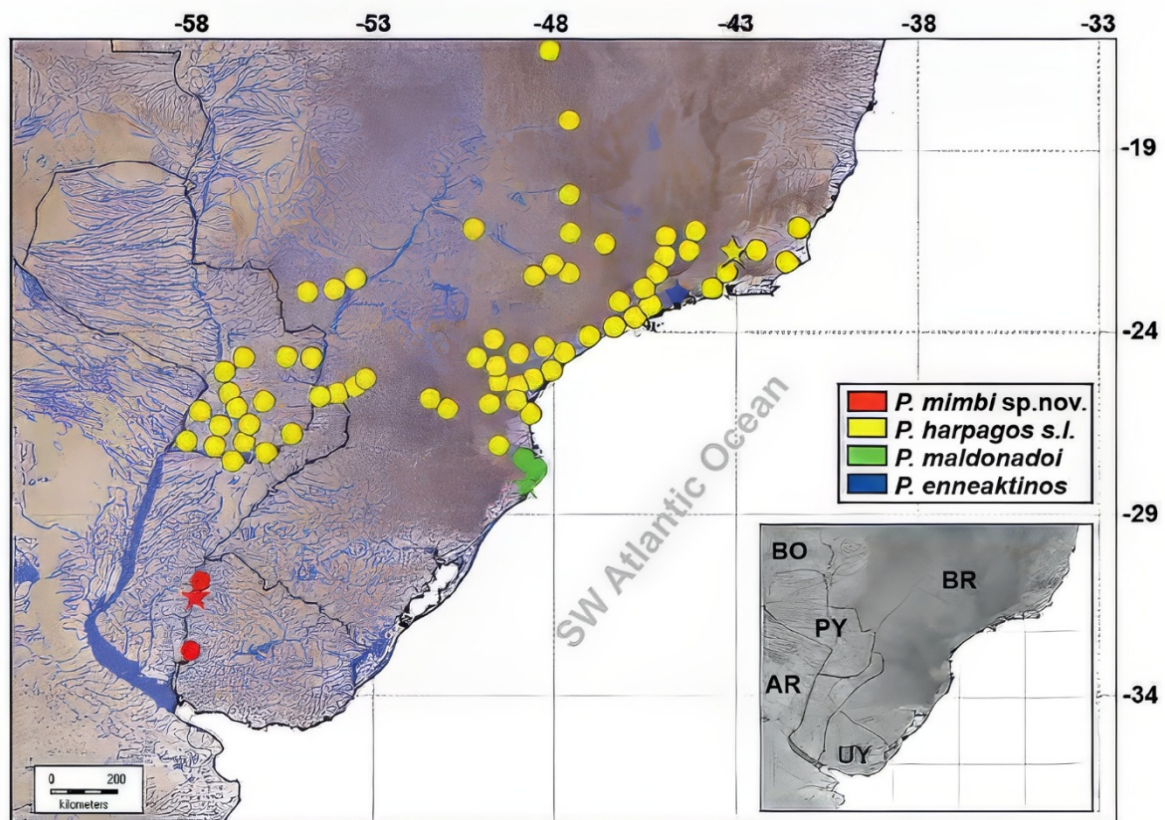 -58 -53 -48 -43 -38 -33
-19
-24
P. mimbi sp.nov.
P. harpagos s.l.
P. maldonadoi
P. enneaktinos
SW Atlantic Ocean
-29
BO
BR
PY
AR
-34
UY
0 200
kilometers